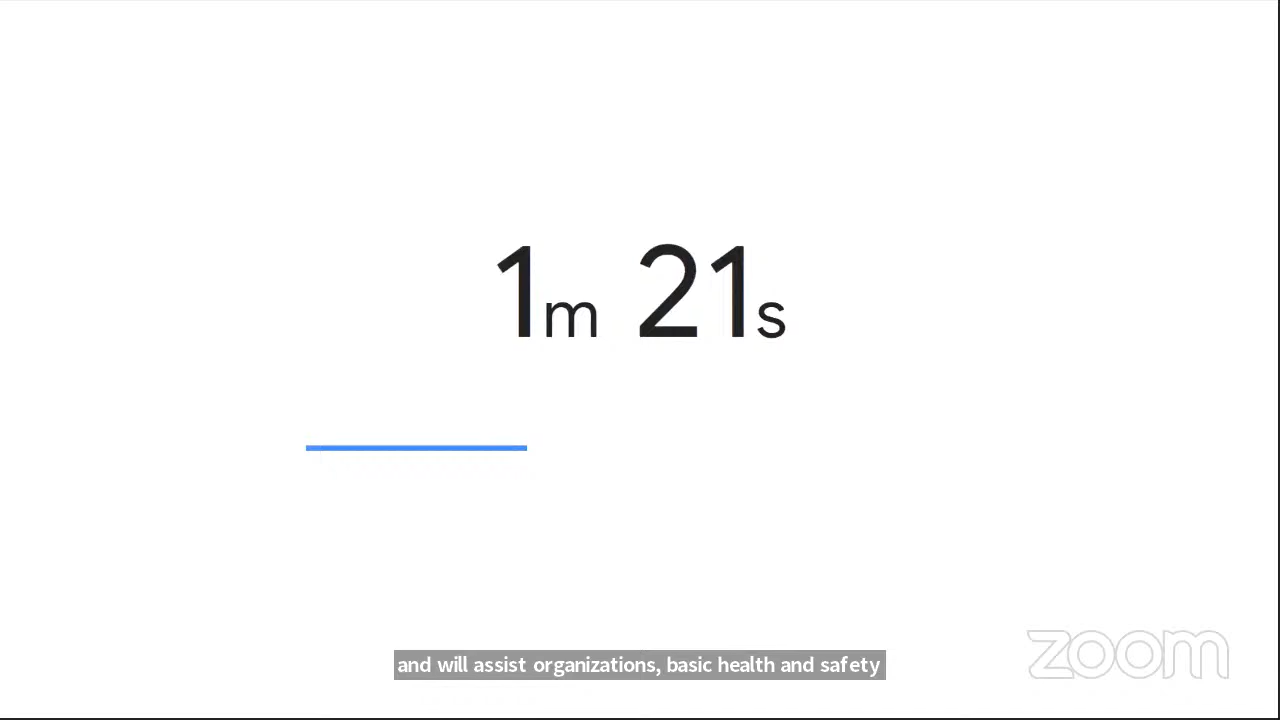 1m 21s
and will assist organizations, basic health and safety
zoom